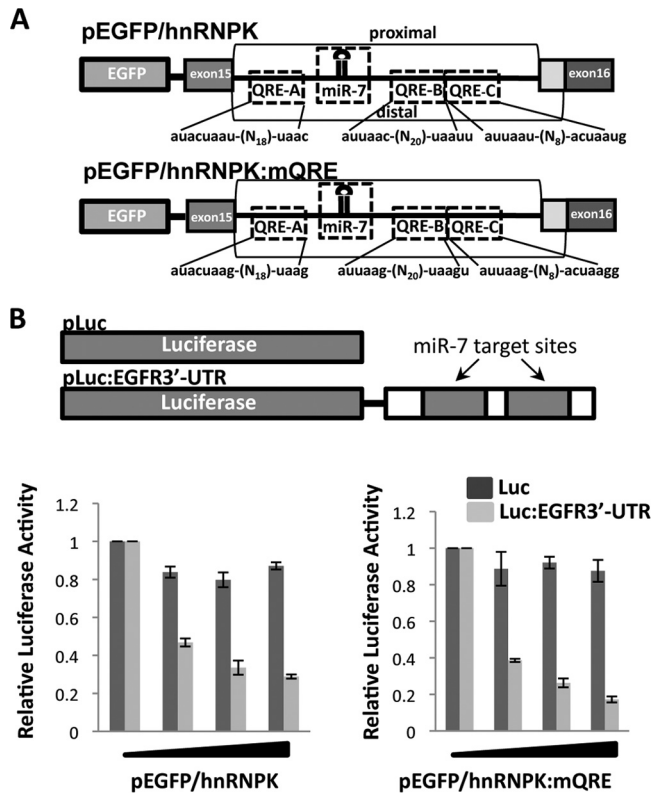 A
pEGFP/hnRNPK
proximal
EGFP
exon15
exon16
QRE-A
miR-7
QRE-B
QRE-C
distal
auacuaau-(N18)-uaac
auuaac-(N20)-uaauu
auuaau-(N8)-acuaaug
pEGFP/hnRNPK:mQRE
EGFP
exon15
exon16
QRE-A
miR-7
QRE-B
QRE-C
auacuaag-(N18)-uaag
auuaag-(N20)-uaagu
auuaag-(N8)-acuaagg
B
pLuc
Luciferase
miR-7 target sites
pLuc:EGFR3’-UTR
Luciferase
Luc
Luc:EGFR3’-UTR
Relative Luciferase Activity
1.2
1
0.8
0.6
0.4
0.2
0
pEGFP/hnRNPK
Relative Luciferase Activity
1.2
1
0.8
0.6
0.4
0.2
0
pEGFP/hnRNPK:mQRE